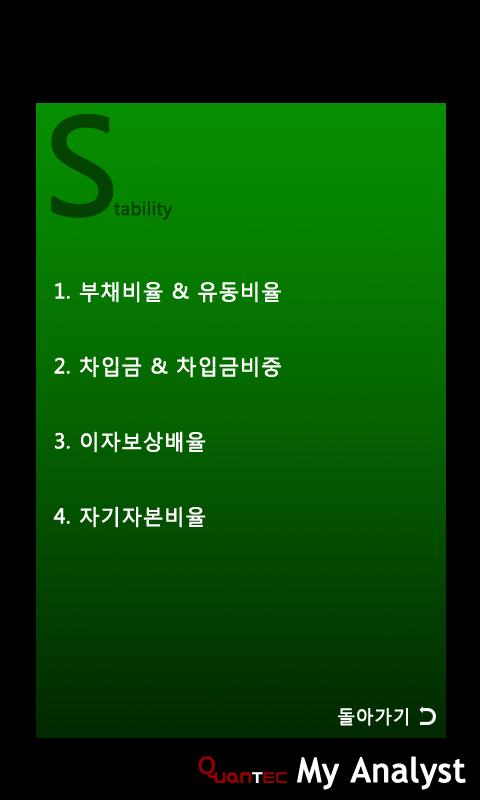 Stability
1. 부채비율 & 유동비율
2. 차입금 & 차입금비중
3. 이자보상배율
4. 자기자본비율
돌아가기
QUANTEC My Analyst